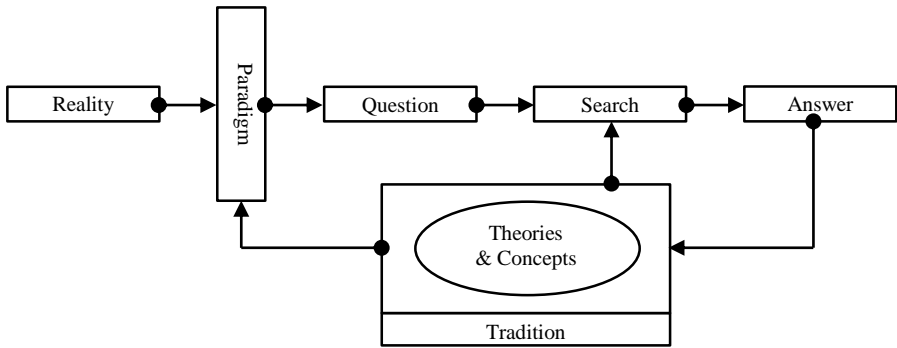 Reality
Paradigm
Question
Search
Answer
Theories
& Concepts
Tradition